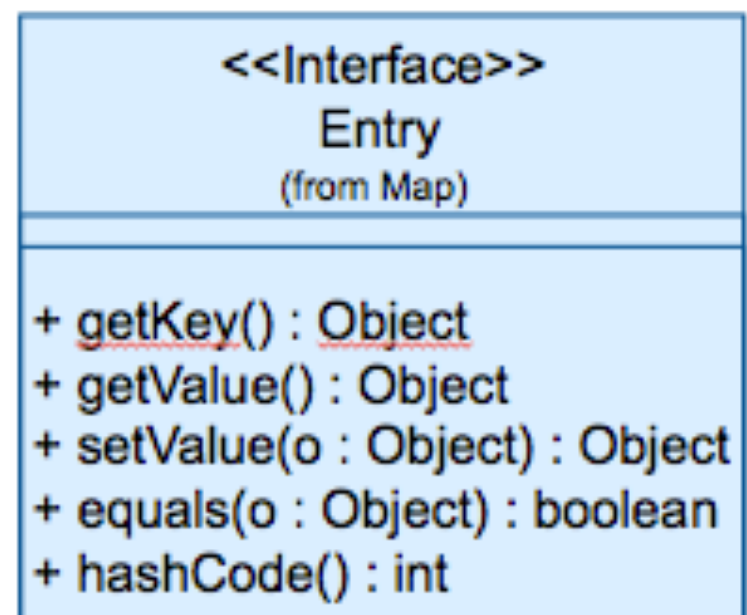 <<Interface>>
Entry
(from Map)
+ getKey() : Object
+ getValue() : Object
+ setValue(o : Object) : Object
+ equals(o : Object) : boolean
+ hashCode() : int